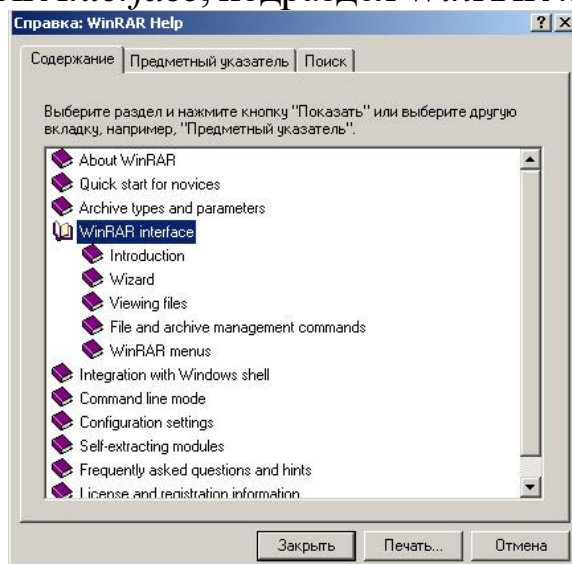 interface, подраздел WinRAR
Справка: WinRAR Help
Содержание Предметный указатель Поиск
Выберите раздел и нажмите кнопку "Показать" или выберите другую
вкладку, например, "Предметный указатель".
About WinRAR
Quick start for novices
Archive types and parameters
WinRAR interface
Introduction
Wizard
Viewing files
File and archive management commands
WinRAR menus
Integration with Windows shell
Command line mode
Configuration settings
Self-extracting modules
Frequently asked questions and hints
License and registration information
Закрыть Печать... Отмена